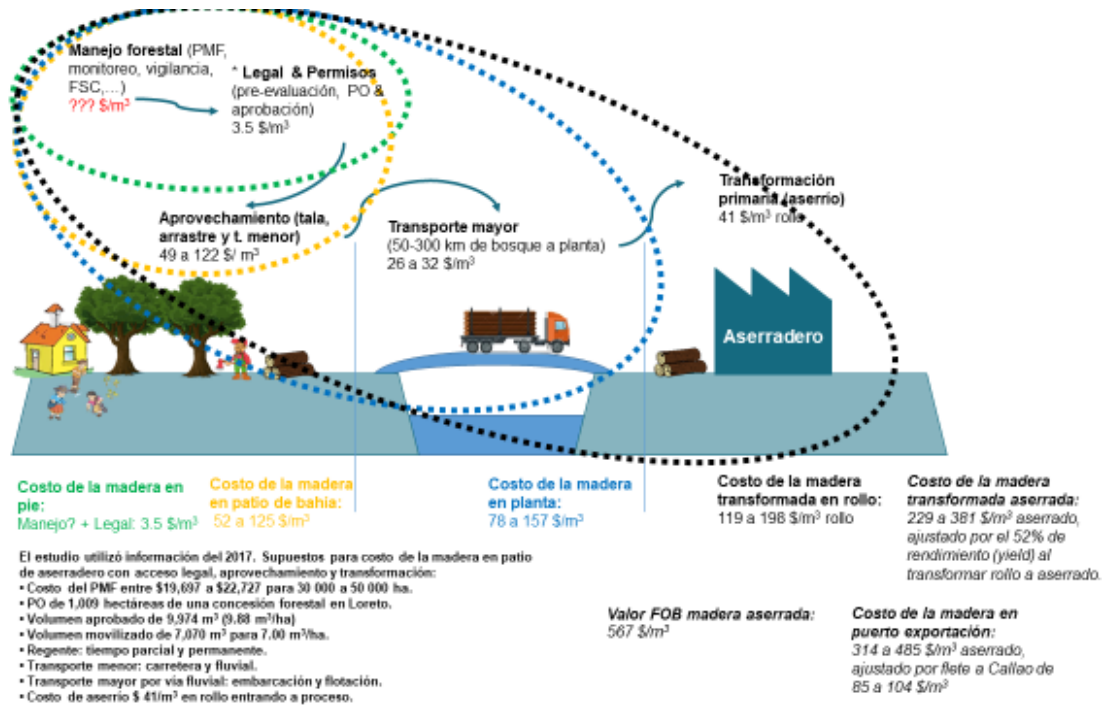 Manejo forestal (PMF,
monitoreo, vigilancia,
FSC,...)
??? $/m³
* Legal & Permisos
(pre-evaluación, PO &
aprobación)
3.5 $/m³
Aprovechamiento (tala,
arrastre y t. menor)
49 a 122 $/ m³
Transporte mayor
(50-300 km de bosque a planta)
26 a 32 $/m³
Transformación
primaria (aserrío)
41 $/m³ rollo
Aserradero
Costo de la madera en
pie:
Manejo? + Legal: 3.5 $/m³
Costo de la madera
en patio de bahia:
52 a 125 $/m³
Costo de la madera
en planta:
78 a 157 $/m³
Costo de la madera
transformada en rollo:
119 a 198 $/m³ rollo
Costo de la madera
transformada aserrada:
229 a 381 $/m³ aserrado,
ajustado por el 52% de
rendimiento (yield) al
transformar rollo a aserrado.
El estudio utilizó información del 2017. Supuestos para costo de la madera en patio
de aserradero con acceso legal, aprovechamiento y transformación:
• Costo del PMF entre $19,697 a $22,727 para 30 000 a 50 000 ha.
• PO de 1,009 hectáreas de una concesión forestal en Loreto.
• Volumen aprobado de 9,974 m³ (9.88 m³/ha)
• Volumen movilizado de 7,070 m³ para 7.00 m³/ha.
• Regente: tiempo parcial y permanente.
• Transporte menor: carretera y fluvial.
• Transporte mayor por vía fluvial: embarcación y flotación.
• Costo de aserrio $ 41/m³ en rollo entrando a proceso.
Valor FOB madera aserrada:
567 $/m³
Costo de la madera en
puerto exportación:
314 a 485 $/m³ aserrado,
ajustado por flete a Callao de
85 a 104 $/m³